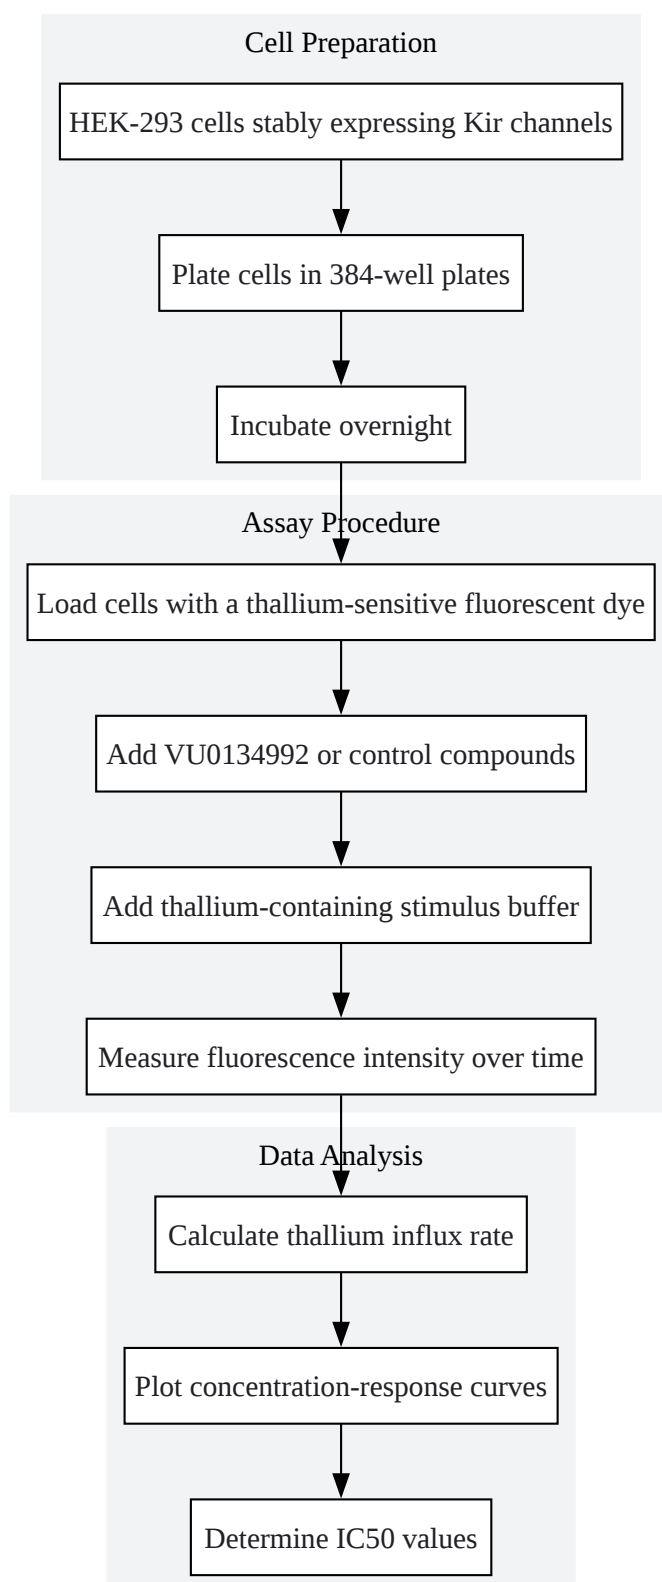 Cell Preparation
HEK-293 cells stably expressing Kir channels
Plate cells in 384-well plates
Incubate overnight
Assay Procedure
Load cells with a thallium-sensitive fluorescent dye
Add VU0134992 or control compounds
Add thallium-containing stimulus buffer
Measure fluorescence intensity over time
Data Analysis
Calculate thallium influx rate
Plot concentration-response curves
Determine IC50 values